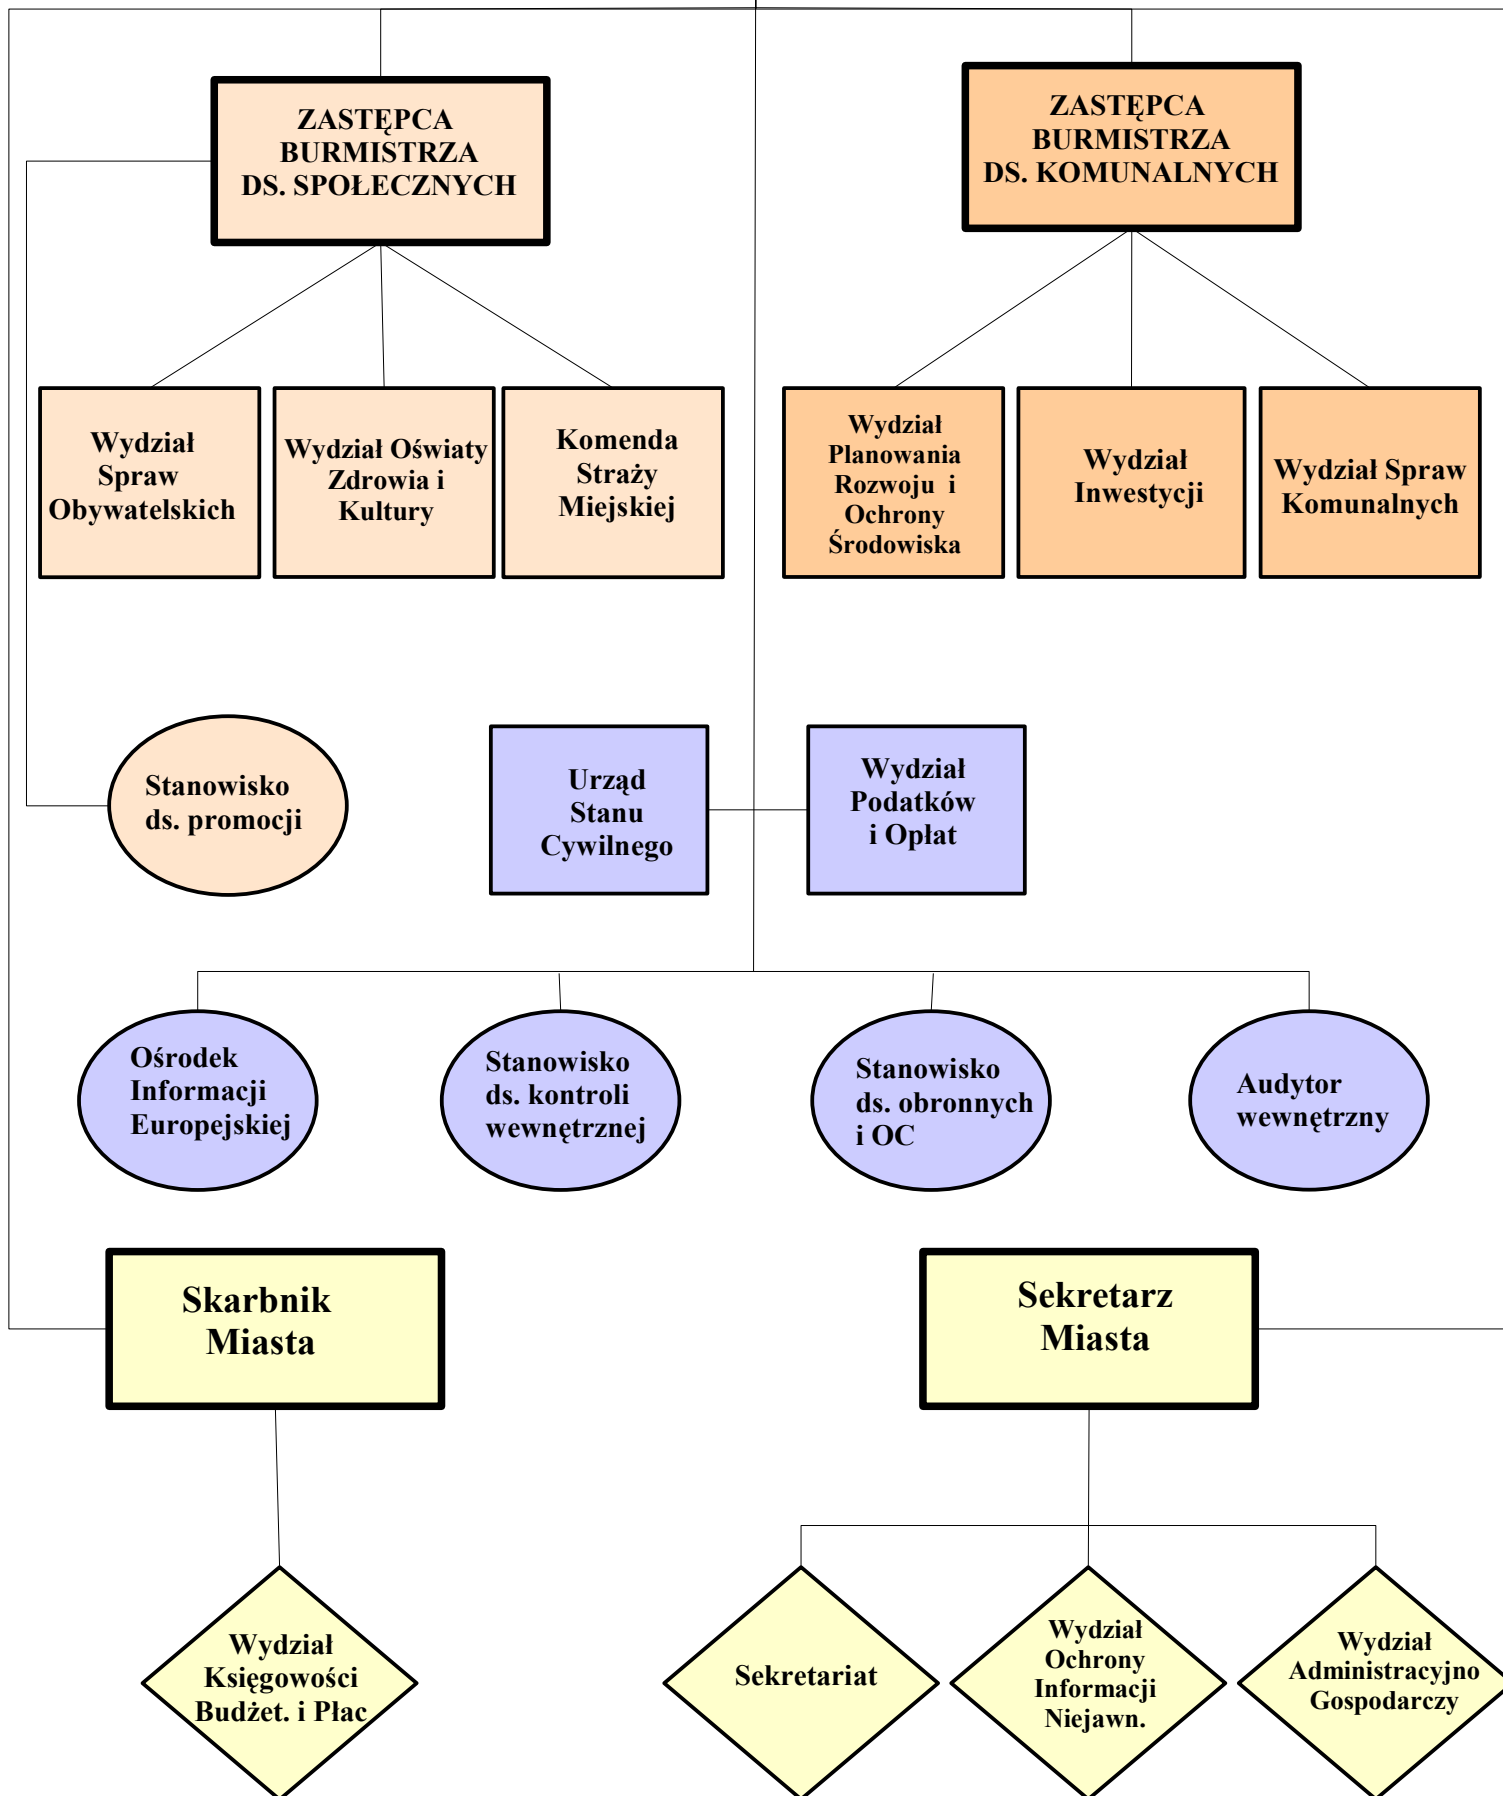 ZASTĘPCA
BURMISTRZA
DS. SPOŁECZNYCH
ZASTĘPCA
BURMISTRZA
DS. KOMUNALNYCH
Wydział
Spraw
Obywatelskich
Wydział Oświaty
Zdrowia i
Kultury
Komenda
Straży
Miejskiej
Wydział
Planowania
Rozwoju i
Ochrony
Środowiska
Wydział
Inwestycji
Wydział Spraw
Komunalnych
Stanowisko
ds. promocji
Urząd
Stanu
Cywilnego
Wydział
Podatków
i Opłat
Ośrodek
Informacji
Europejskiej
Stanowisko
ds. kontroli
wewnętrznej
Stanowisko
ds. obronnych
i OC
Audytor
wewnętrzny
Skarbnik
Miasta
Sekretarz
Miasta
Wydział
Księgowości
Budżet. i Płac
Sekretariat
Wydział
Ochrony
Informacji
Niejawn.
Wydział
Administracyjno
Gospodarczy